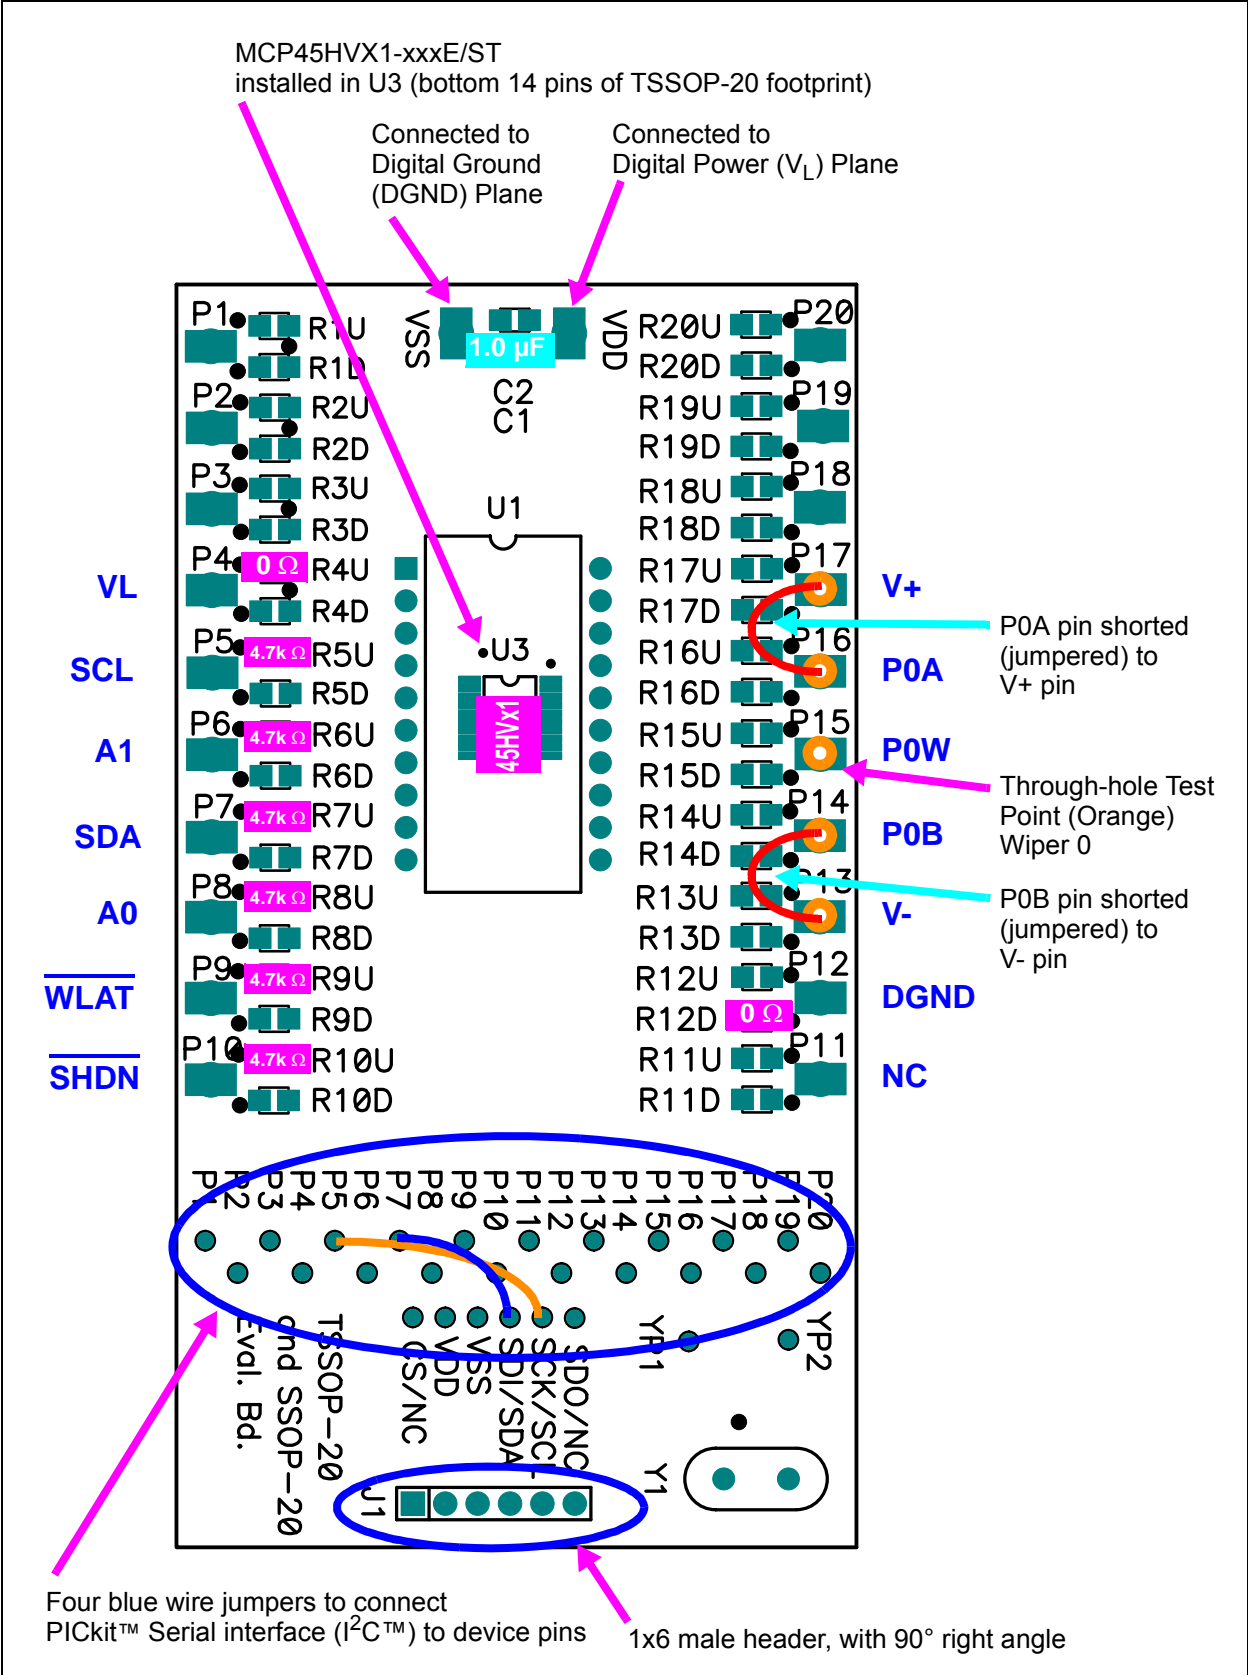 MCP45HVX1-xxxE/ST
installed in U3 (bottom 14 pins of TSSOP-20 footprint)
Connected to
Digital Ground
(DGND) Plane
Connected to
Digital Power (VL) Plane
P1
R1U
R1D
P2
R2U
R2D
P3
R3U
R3D
VL
P4
0 Ω
R4U
R4D
SCL
P5
4.7k Ω
R5U
R5D
A1
P6
4.7k Ω
R6U
R6D
SDA
P7
4.7k Ω
R7U
R7D
A0
P8
4.7k Ω
R8U
R8D
WLAT
P9
4.7k Ω
R9U
R9D
SHDN
P10
4.7k Ω
R10U
R10D
VSS
1.0 µF
VDD
C2
C1
U1
U3
45HVx1
R20U
P20
R20D
R19U
P19
R19D
R18U
P18
R18D
R17U
P17
V+
R17D
R16U
P16
P0A
R16D
R15U
P15
P0W
R15D
R14U
P14
P0B
R14D
R13U
P13
V-
R13D
R12U
P12
DGND
R12D
0 Ω
R11U
P11
NC
R11D
P0A pin shorted
(jumpered) to
V+ pin
Through-hole Test
Point (Orange)
Wiper 0
P0B pin shorted
(jumpered) to
V- pin
P1
P2
P3
P4
P5
P6
P7
P8
P9
P10
P11
P12
P13
P14
P15
P16
P17
P18
P19
P20
TSSOP-20
and SSOP-20
Eval. Bd.
CS/NC
VDD
VSS
SDI/SDA
SCK/SCL
SDO/NC
YP1
YP2
J1
Y1
Four blue wire jumpers to connect
PICkit™ Serial interface (I2C™) to device pins
1x6 male header, with 90° right angle